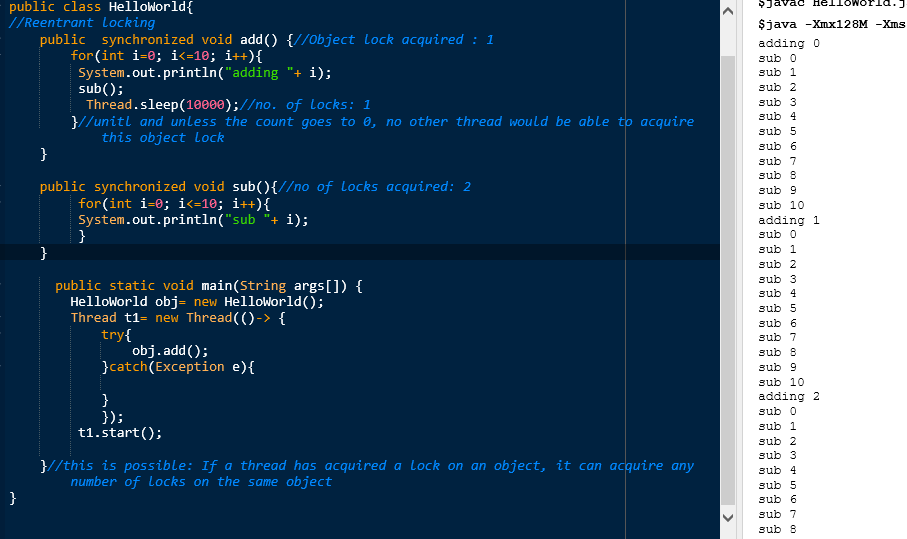 public class HelloWorld{
//Reentrant locking
public  synchronized void add() {//Object lock acquired : 1
for(int i=0; i<=10; i++){
System.out.println("adding "+ i);
sub();
Thread.sleep(10000);//no. of locks: 1
}//unitl and unless the count goes to 0, no other thread would be able to acquire
this object lock
}
public synchronized void sub(){//no of locks acquired: 2
for(int i=0; i<=10; i++){
System.out.println("sub "+ i);
}
}
public static void main(String args[]) {
HelloWorld obj= new HelloWorld();
Thread t1= new Thread(()-> {
try{
obj.add();
}catch(Exception e){
}
});
t1.start();
}//this is possible: If a thread has acquired a lock on an object, it can acquire any
number of locks on the same object
}
$javac HelloWorld.j
$java -Xmx128M -Xms
adding 0
sub 0
sub 1
sub 2
sub 3
sub 4
sub 5
sub 6
sub 7
sub 8
sub 9
sub 10
adding 1
sub 0
sub 1
sub 2
sub 3
sub 4
sub 5
sub 6
sub 7
sub 8
sub 9
sub 10
adding 2
sub 0
sub 1
sub 2
sub 3
sub 4
sub 5
sub 6
sub 7
sub 8